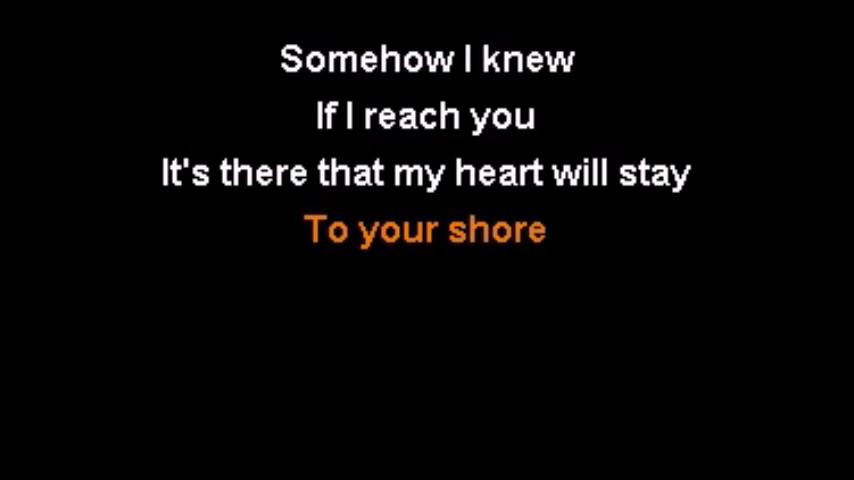 Somehow I knew
If I reach you
It's there that my heart will stay
To your shore